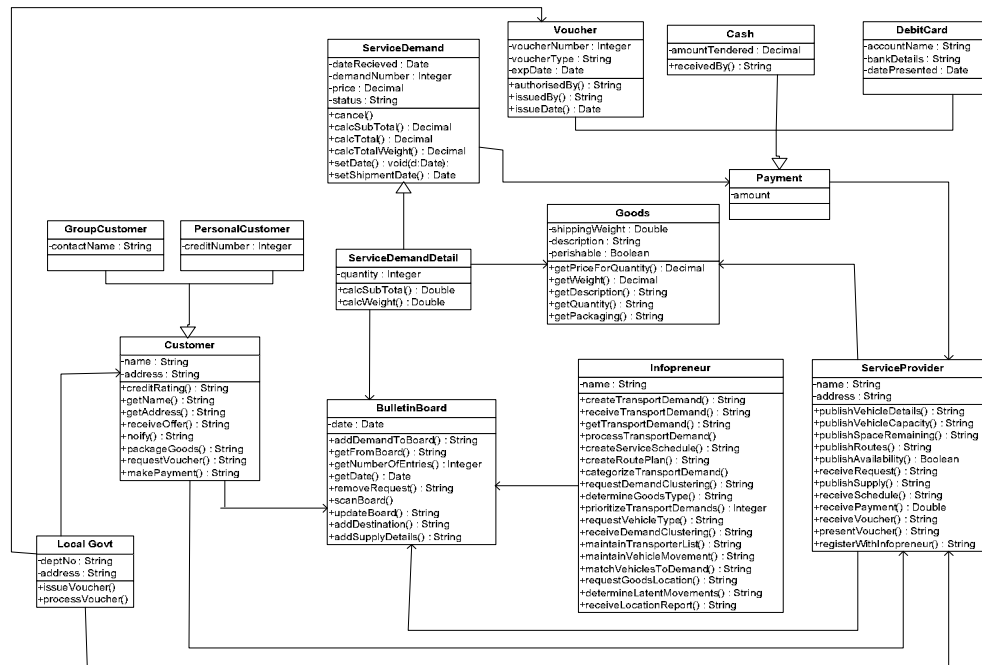 Voucher
-voucherNumber : Integer
-voucherType : String
-expDate : Date
+authorisedBy() : String
+issuedBy() : String
+issueDate() : Date
Cash
-amountTendered : Decimal
+receivedBy() : String
DebitCard
-accountName : String
-bankDetails : String
-datePresented : Date
ServiceDemand
-dateRecieved : Date
-demandNumber : Integer
-price : Decimal
-status : String
+cancel()
+calcSubTotal() : Decimal
+calcTotal() : Decimal
+calcTotalWeight() : Decimal
+setDate() : void(d:Date):
+setShipmentDate() : Date
Payment
-amount
GroupCustomer
-contactName : String
PersonalCustomer
-creditNumber : Integer
ServiceDemandDetail
-quantity : Integer
+calcSubTotal() : Double
+calcWeight() : Double
Goods
-shippingWeight : Double
-description : String
-perishable : Boolean
+getPriceForQuantity() : Decimal
+getWeight() : Decimal
+getDescription() : String
+getQuantity() : String
+getPackaging() : String
Customer
-name : String
-address : String
+creditRating() : String
+getName() : String
+getAddress() : String
+receiveOffer() : String
+noify() : String
+packageGoods() : String
+requestVoucher() : String
+makePayment() : String
BulletinBoard
-date : Date
+addDemandToBoard() : String
+getFromBoard() : String
+getNumberOfEntries() : Integer
+getDate() : Date
+removeRequest() : String
+scanBoard()
+updateBoard() : String
+addDestination() : String
+addSupplyDetails() : String
Infopreneur
-name : String
+createTransportDemand() : String
+receiveTransportDemand() : String
+getTransportDemand() : String
+processTransportDemand()
+createServiceSchedule() : String
+createRoutePlan() : String
+categorizeTransportDemand()
+requestDemandClustering() : String
+determineGoodsType() : String
+prioritizeTransportDemands() : Integer
+requestVehicleType() : String
+receiveDemandClustering() : String
+maintainTransporterList() : String
+maintainVehicleMovement() : String
+matchVehiclesToDemand() : String
+requestGoodsLocation() : String
+determineLatentMovements() : String
+receiveLocationReport() : String
ServiceProvider
-name : String
-address : String
+publishVehicleDetails() : String
+publishVehicleCapacity() : String
+publishSpaceRemaining() : String
+publishRoutes() : String
+publishAvailability() : Boolean
+receiveRequest() : String
+publishSupply() : String
+receiveSchedule() : String
+receivePayment() : Double
+receiveVoucher() : String
+presentVoucher() : String
+registerWithInfopreneur() : String
Local Govt
-deptNo : String
-address : String
+issueVoucher()
+processVoucher()